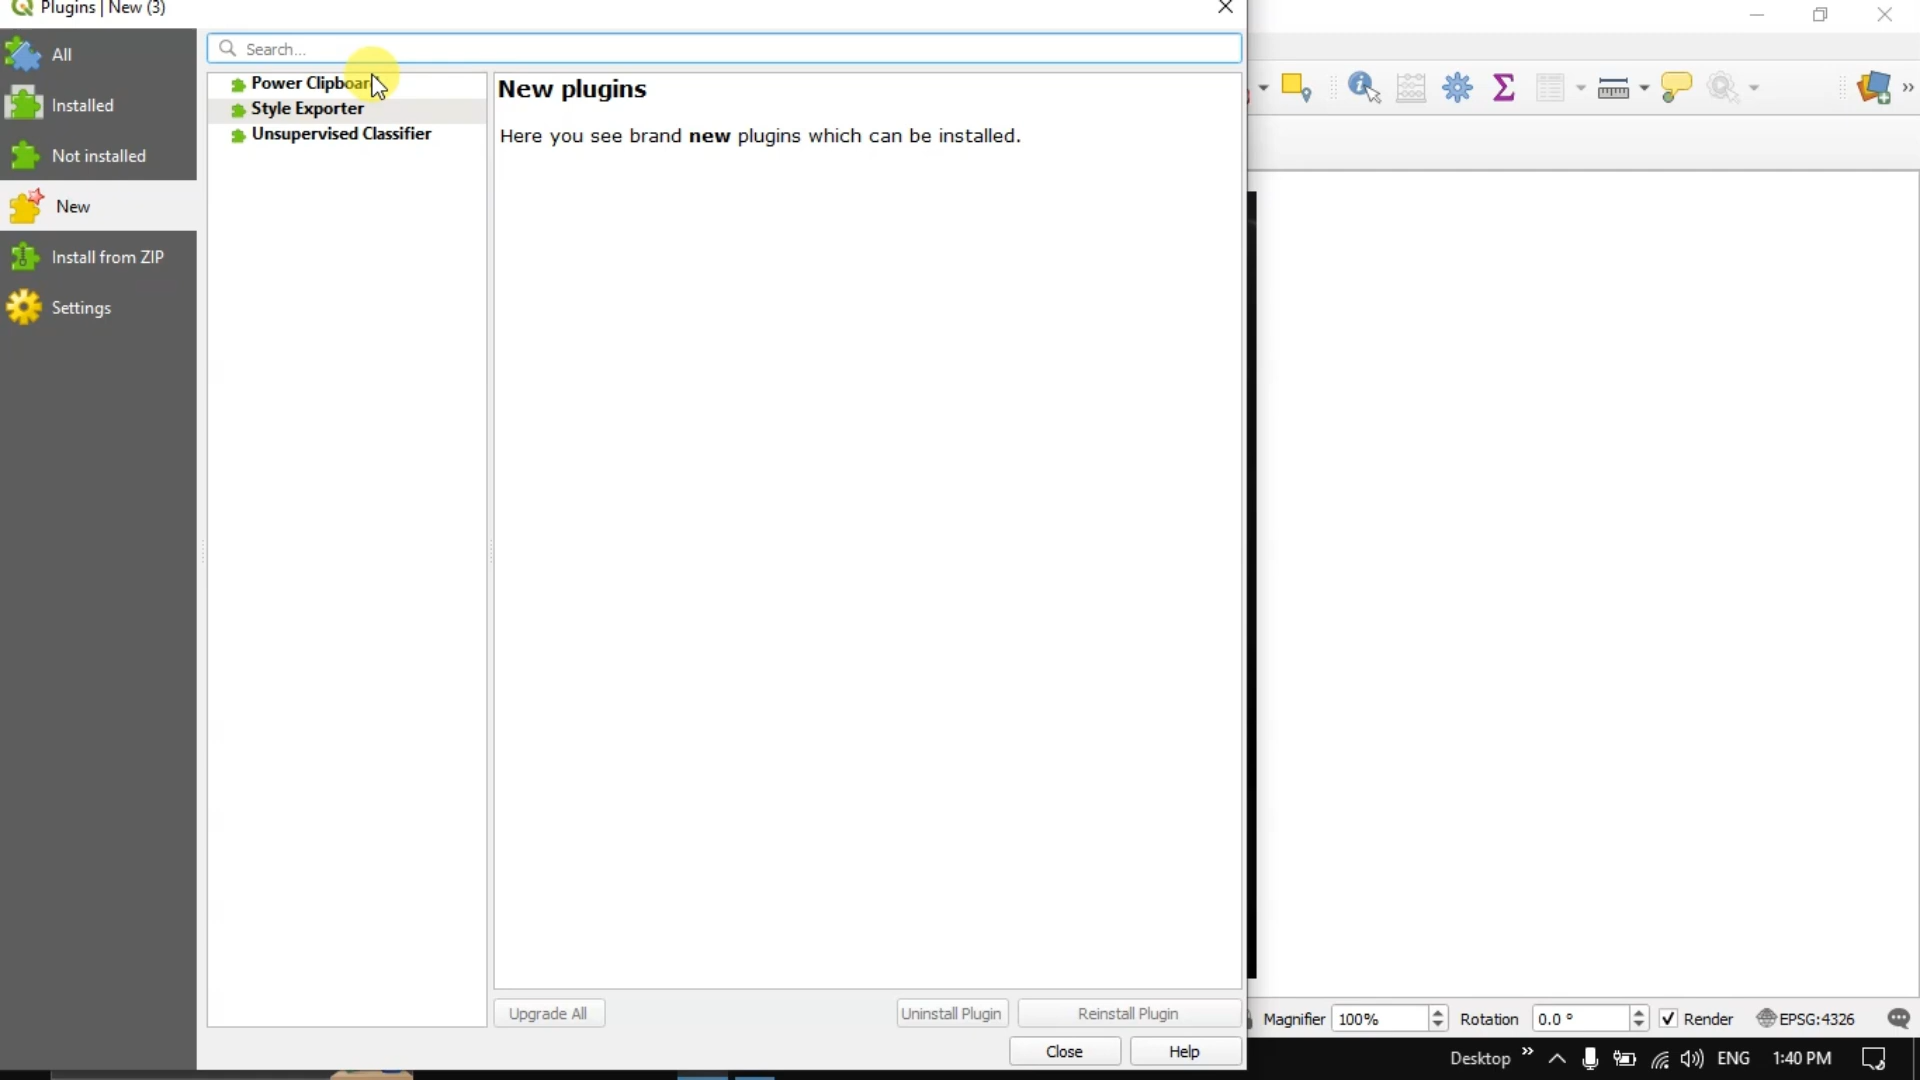 Plugins | New (3)
All
Installed
Not installed
New
Install from ZIP
Settings
Search...
Power Clipboard
Style Exporter
Unsupervised Classifier
New plugins
Here you see brand new plugins which can be installed.
Upgrade All
Uninstall Plugin
Reinstall Plugin
Close
Help
Magnifier 100% Rotation 0.0 ° Render EPSG:4326
Desktop » ENG 1:40 PM